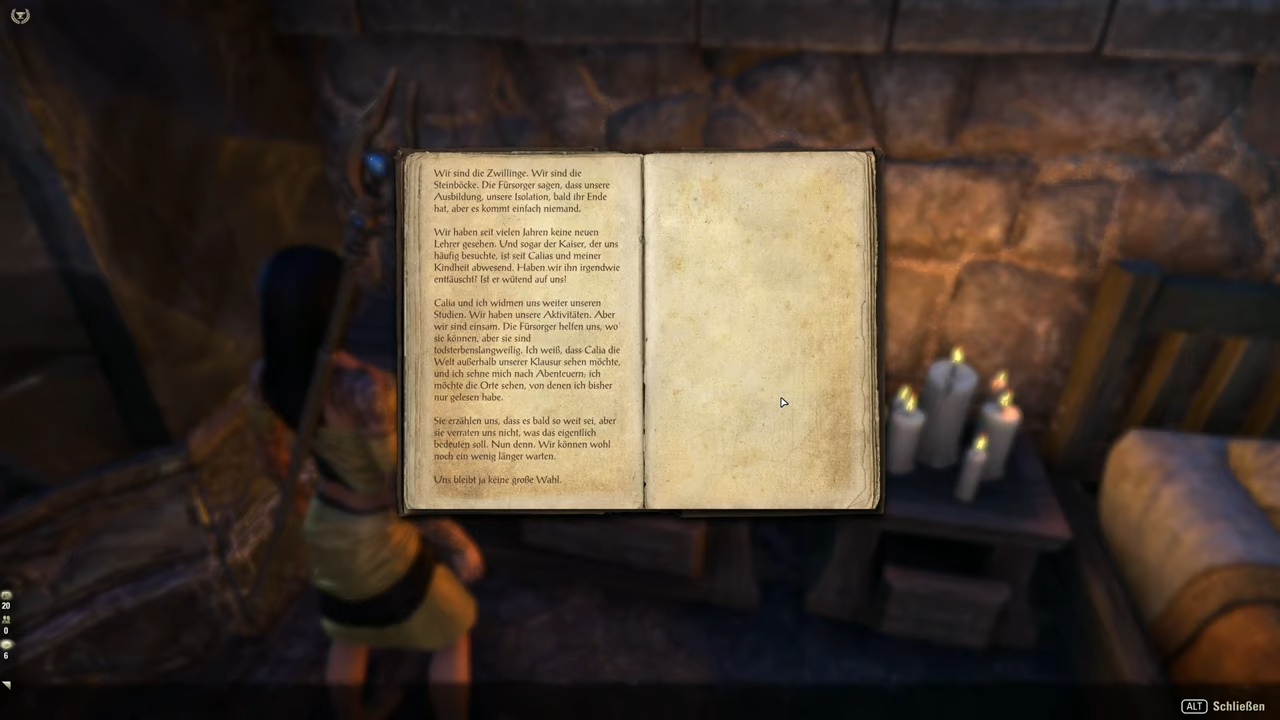 Wir sind die Zwillinge. Wir sind die
Steinböcke. Die Fürsorger sagen, dass unsere
Ausbildung, unsere Isolation, bald ihr Ende
hat, aber es kommt einfach niemand.
Wir haben seit vielen Jahren keine neuen
Lehrer gesehen. Und sogar der Kaiser, der uns
häufig besuchte, ist seit Calias und meiner
Kindheit abwesend. Haben wir ihn irgendwie
enttäuscht? Ist er wütend auf uns?
Calia und ich widmen uns weiter unseren
Studien. Wir haben unsere Aktivitäten. Aber
wir sind einsam. Die Fürsorger helfen uns, wo
sie können, aber sie sind
todsterbenslangweilig. Ich weiß, dass Calia die
Welt außerhalb unserer Klausur sehen möchte,
und ich sehne mich nach Abenteuern; ich
möchte die Orte sehen, von denen ich bisher
nur gelesen habe.
Sie erzählen uns, dass es bald so weit sei, aber
sie verraten uns nicht, was das eigentlich
bedeuten soll. Nun denn. Wir können wohl
noch ein wenig länger warten.
Uns bleibt ja keine große Wahl.
20
0
6
ALT Schließen